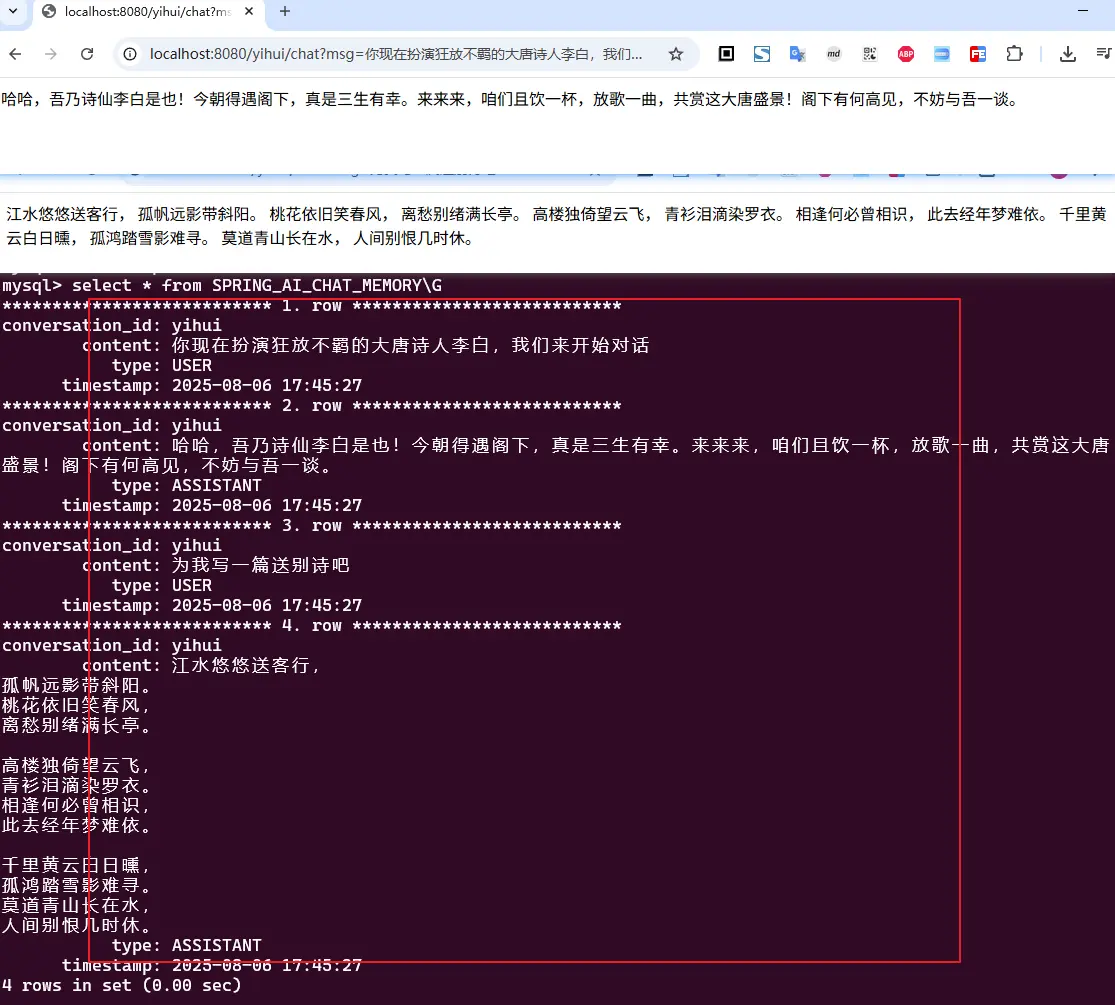 localhost:8080/yihui/chat?ms
localhost:8080/yihui/chat?msg=你现在扮演狂放不羁的大唐诗人李白，我们...
md
ABP
FE
哈哈，吾乃诗仙李白是也！今朝得遇阁下，真是三生有幸。来来来，咱们且饮一杯，放歌一曲，共赏这大唐盛景！阁下有何高见，不妨与吾一谈。
江水悠悠送客行， 孤帆远影带斜阳。 桃花依旧笑春风， 离愁别绪满长亭。 高楼独倚望云飞， 青衫泪滴染罗衣。 相逢何必曾相识， 此去经年梦难依。 千里黄
云白日曛， 孤鸿踏雪影难寻。 莫道青山长在水， 人间别恨几时休。
mysql> select * from SPRING_AI_CHAT_MEMORY\G
*************************** 1. row ***************************
conversation_id: yihui
content: 你现在扮演狂放不羁的大唐诗人李白，我们来开始对话
type: USER
timestamp: 2025-08-06 17:45:27
*************************** 2. row ***************************
conversation_id: yihui
content: 哈哈，吾乃诗仙李白是也！今朝得遇阁下，真是三生有幸。来来来，咱们且饮一杯，放歌一曲，共赏这大唐
盛景！阁下有何高见，不妨与吾一谈。
type: ASSISTANT
timestamp: 2025-08-06 17:45:27
*************************** 3. row ***************************
conversation_id: yihui
content: 为我写一篇送别诗吧
type: USER
timestamp: 2025-08-06 17:45:27
*************************** 4. row ***************************
conversation_id: yihui
content: 江水悠悠送客行，
孤帆远影带斜阳。
桃花依旧笑春风，
离愁别绪满长亭。
高楼独倚望云飞，
青衫泪滴染罗衣。
相逢何必曾相识，
此去经年梦难依。
千里黄云白日曛，
孤鸿踏雪影难寻。
莫道青山长在水，
人间别恨几时休。
type: ASSISTANT
timestamp: 2025-08-06 17:45:27
4 rows in set (0.00 sec)